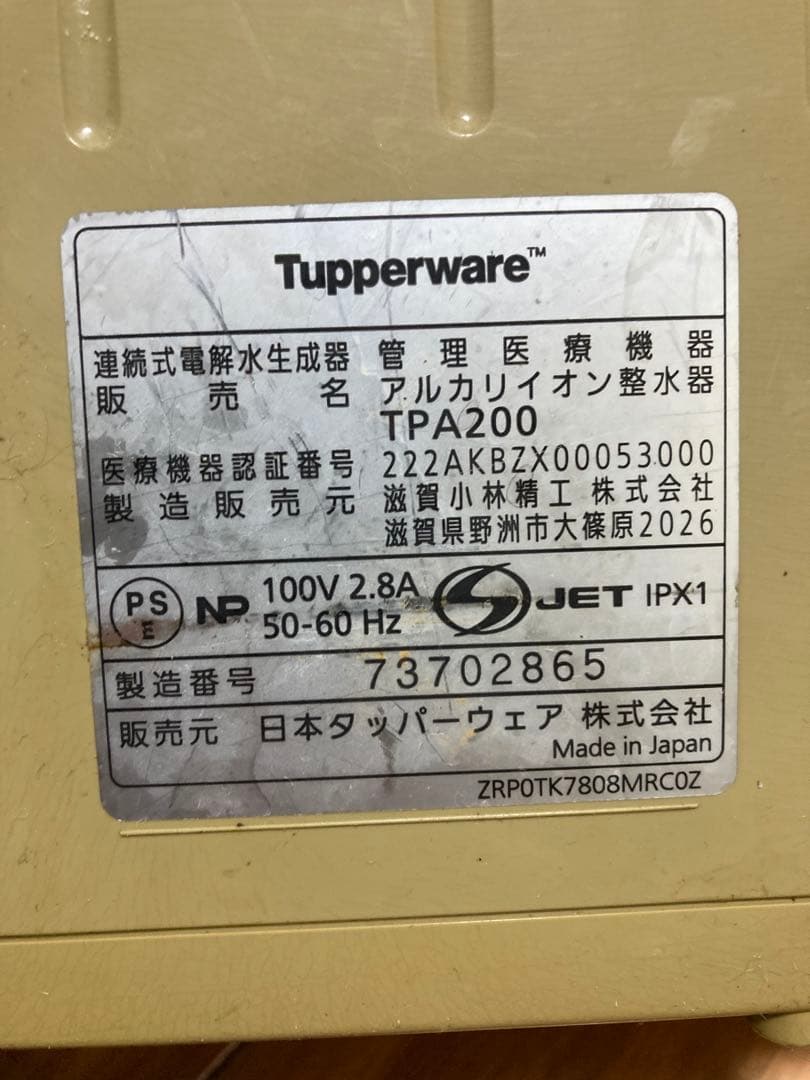 Tupperware™
連続式電解水生成器 管理医療機器
販売名 アルカリイオン整水器
TPA200
医療機器認証番号 222AKBZX00053000
製造販売元 滋賀小林精工 株式会社
滋賀県野洲市大篠原2026
PS E NP 100V 2.8A JET IPX1
50-60 Hz
製造番号 73702865
販売元 日本タッパーウェア 株式会社
Made in Japan
ZRP0TK7808MRC0Z